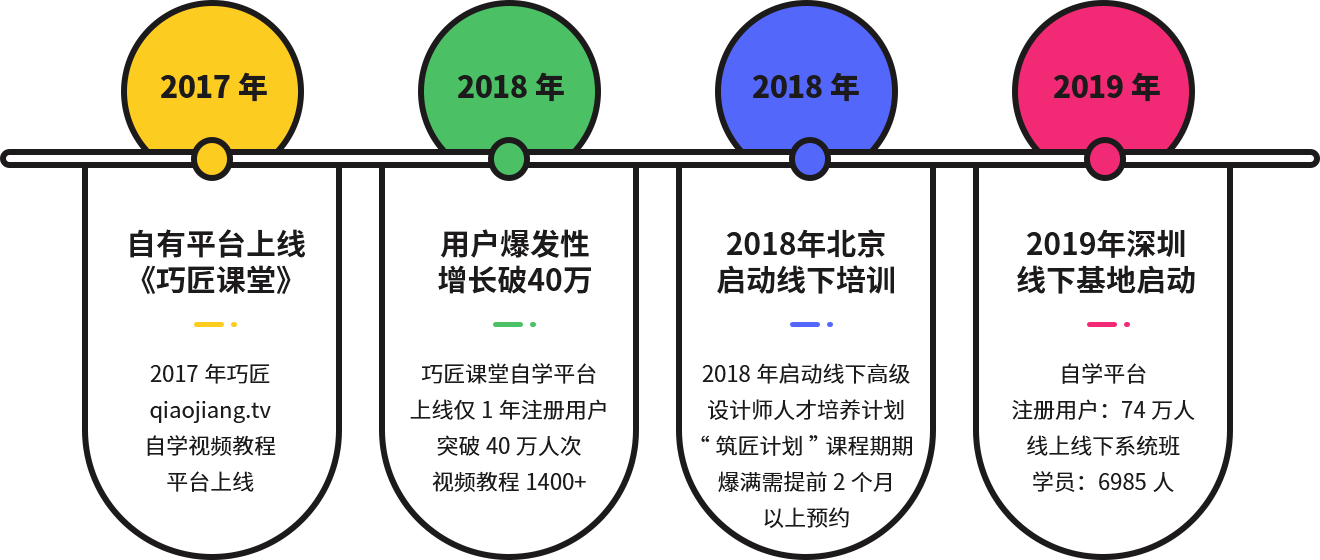 2017 年
自有平台上线
《巧匠课堂》
2017 年巧匠
qiaojiang.tv
自学视频教程
平台上线
2018 年
用户爆发性
增长破40万
巧匠课堂自学平台
上线仅 1 年注册用户
突破 40 万人次
视频教程 1400+
2018 年
2018年北京
启动线下培训
2018 年启动线下高级
设计师人才培养计划
“ 筑匠计划 ” 课程期期
爆满需提前 2 个月
以上预约
2019 年
2019年深圳
线下基地启动
自学平台
注册用户：74 万人
线上线下系统班
学员：6985 人